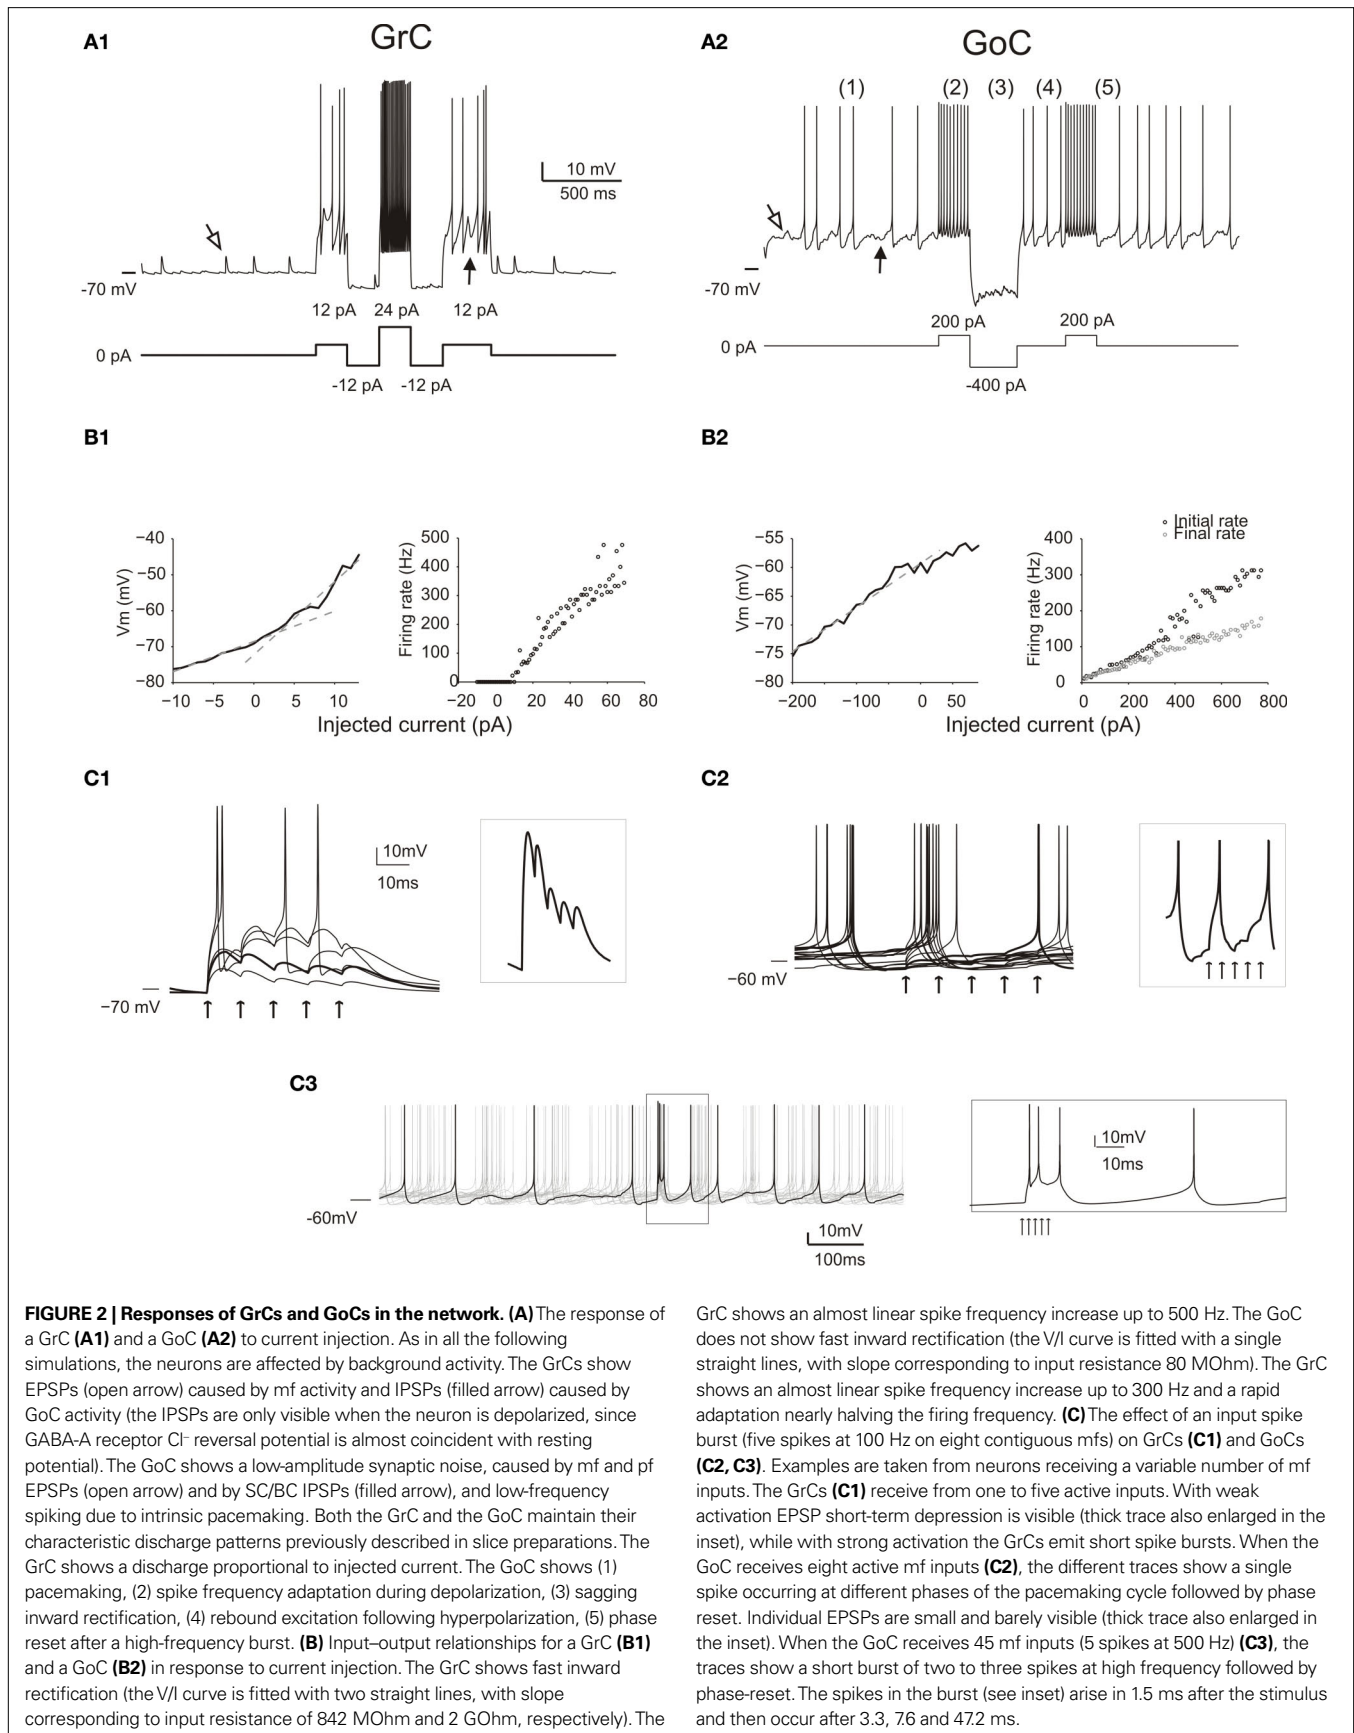 A1
GrC
A2
GoC
(1) (2) (3) (4) (5)
10 mV
500 ms
-70 mV
12 pA 24 pA 12 pA
0 pA
-12 pA -12 pA
-70 mV
200 pA 200 pA
0 pA
-400 pA
B1
B2
Vm (mV)
−40
−50
−60
−70
−80
−10 −5 0 5 10
Firing rate (Hz)
500
400
300
200
100
0
−20 0 20 40 60 80
Injected current (pA)
Vm (mV)
−55
−60
−65
−70
−75
−80
−200 −100 0 50
Initial rate
Final rate
Firing rate (Hz)
400
300
200
100
0
0 200 400 600 800
Injected current (pA)
C1
C2
10mV
10ms
−70 mV
−60 mV
C3
-60mV
10mV
100ms
10mV
10ms
FIGURE 2 | Responses of GrCs and GoCs in the network. (A) The response of
a GrC (A1) and a GoC (A2) to current injection. As in all the following
simulations, the neurons are affected by background activity. The GrCs show
EPSPs (open arrow) caused by mf activity and IPSPs (filled arrow) caused by
GoC activity (the IPSPs are only visible when the neuron is depolarized, since
GABA-A receptor Cl⁻ reversal potential is almost coincident with resting
potential). The GoC shows a low-amplitude synaptic noise, caused by mf and pf
EPSPs (open arrow) and by SC/BC IPSPs (filled arrow), and low-frequency
spiking due to intrinsic pacemaking. Both the GrC and the GoC maintain their
characteristic discharge patterns previously described in slice preparations. The
GrC shows a discharge proportional to injected current. The GoC shows (1)
pacemaking, (2) spike frequency adaptation during depolarization, (3) sagging
inward rectification, (4) rebound excitation following hyperpolarization, (5) phase
reset after a high-frequency burst. (B) Input–output relationships for a GrC (B1)
and a GoC (B2) in response to current injection. The GrC shows fast inward
rectification (the V/I curve is fitted with two straight lines, with slope
corresponding to input resistance of 842 MOhm and 2 GOhm, respectively). The
GrC shows an almost linear spike frequency increase up to 500 Hz. The GoC
does not show fast inward rectification (the V/I curve is fitted with a single
straight lines, with slope corresponding to input resistance 80 MOhm). The GrC
shows an almost linear spike frequency increase up to 300 Hz and a rapid
adaptation nearly halving the firing frequency. (C) The effect of an input spike
burst (five spikes at 100 Hz on eight contiguous mfs) on GrCs (C1) and GoCs
(C2, C3). Examples are taken from neurons receiving a variable number of mf
inputs. The GrCs (C1) receive from one to five active inputs. With weak
activation EPSP short-term depression is visible (thick trace also enlarged in the
inset), while with strong activation the GrCs emit short spike bursts. When the
GoC receives eight active mf inputs (C2), the different traces show a single
spike occurring at different phases of the pacemaking cycle followed by phase
reset. Individual EPSPs are small and barely visible (thick trace also enlarged in
the inset). When the GoC receives 45 mf inputs (5 spikes at 500 Hz) (C3), the
traces show a short burst of two to three spikes at high frequency followed by
phase-reset. The spikes in the burst (see inset) arise in 1.5 ms after the stimulus
and then occur after 3.3, 7.6 and 47.2 ms.